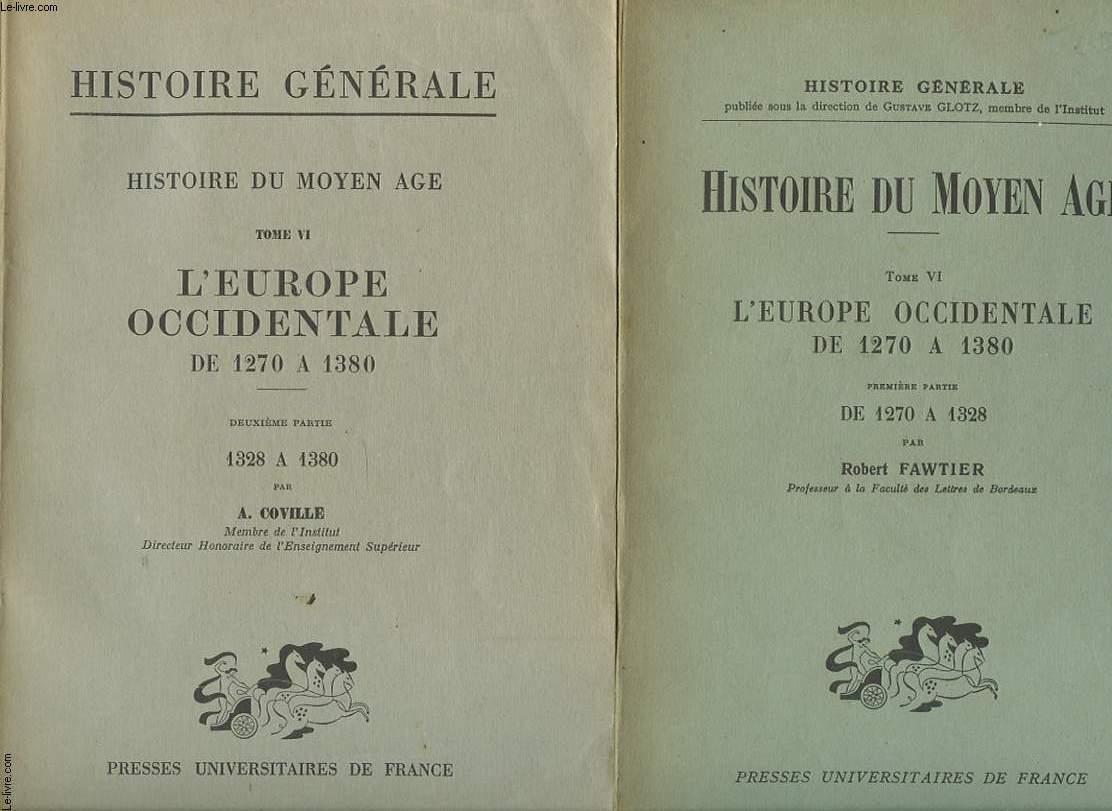 Le-livre.com
HISTOIRE GÉNÉRALE
HISTOIRE DU MOYEN AGE
TOME VI
L'EUROPE
OCCIDENTALE
DE 1270 A 1380
DEUXIÈME PARTIE
1328 A 1380
PAR
A. COVILLE
Membre de l'Institut
Directeur Honoraire de l'Enseignement Supérieur
PRESSES UNIVERSITAIRES DE FRANCE
Le-livre.com
HISTOIRE GÉNÉRALE
publiée sous la direction de GUSTAVE GLOTZ, membre de l'Institut
HISTOIRE DU MOYEN AGE
TOME VI
L'EUROPE OCCIDENTALE
DE 1270 A 1380
PREMIÈRE PARTIE
DE 1270 A 1328
PAR
Robert FAWTIER
Professeur à la Faculté des Lettres de Bordeaux
PRESSES UNIVERSITAIRES DE FRANCE